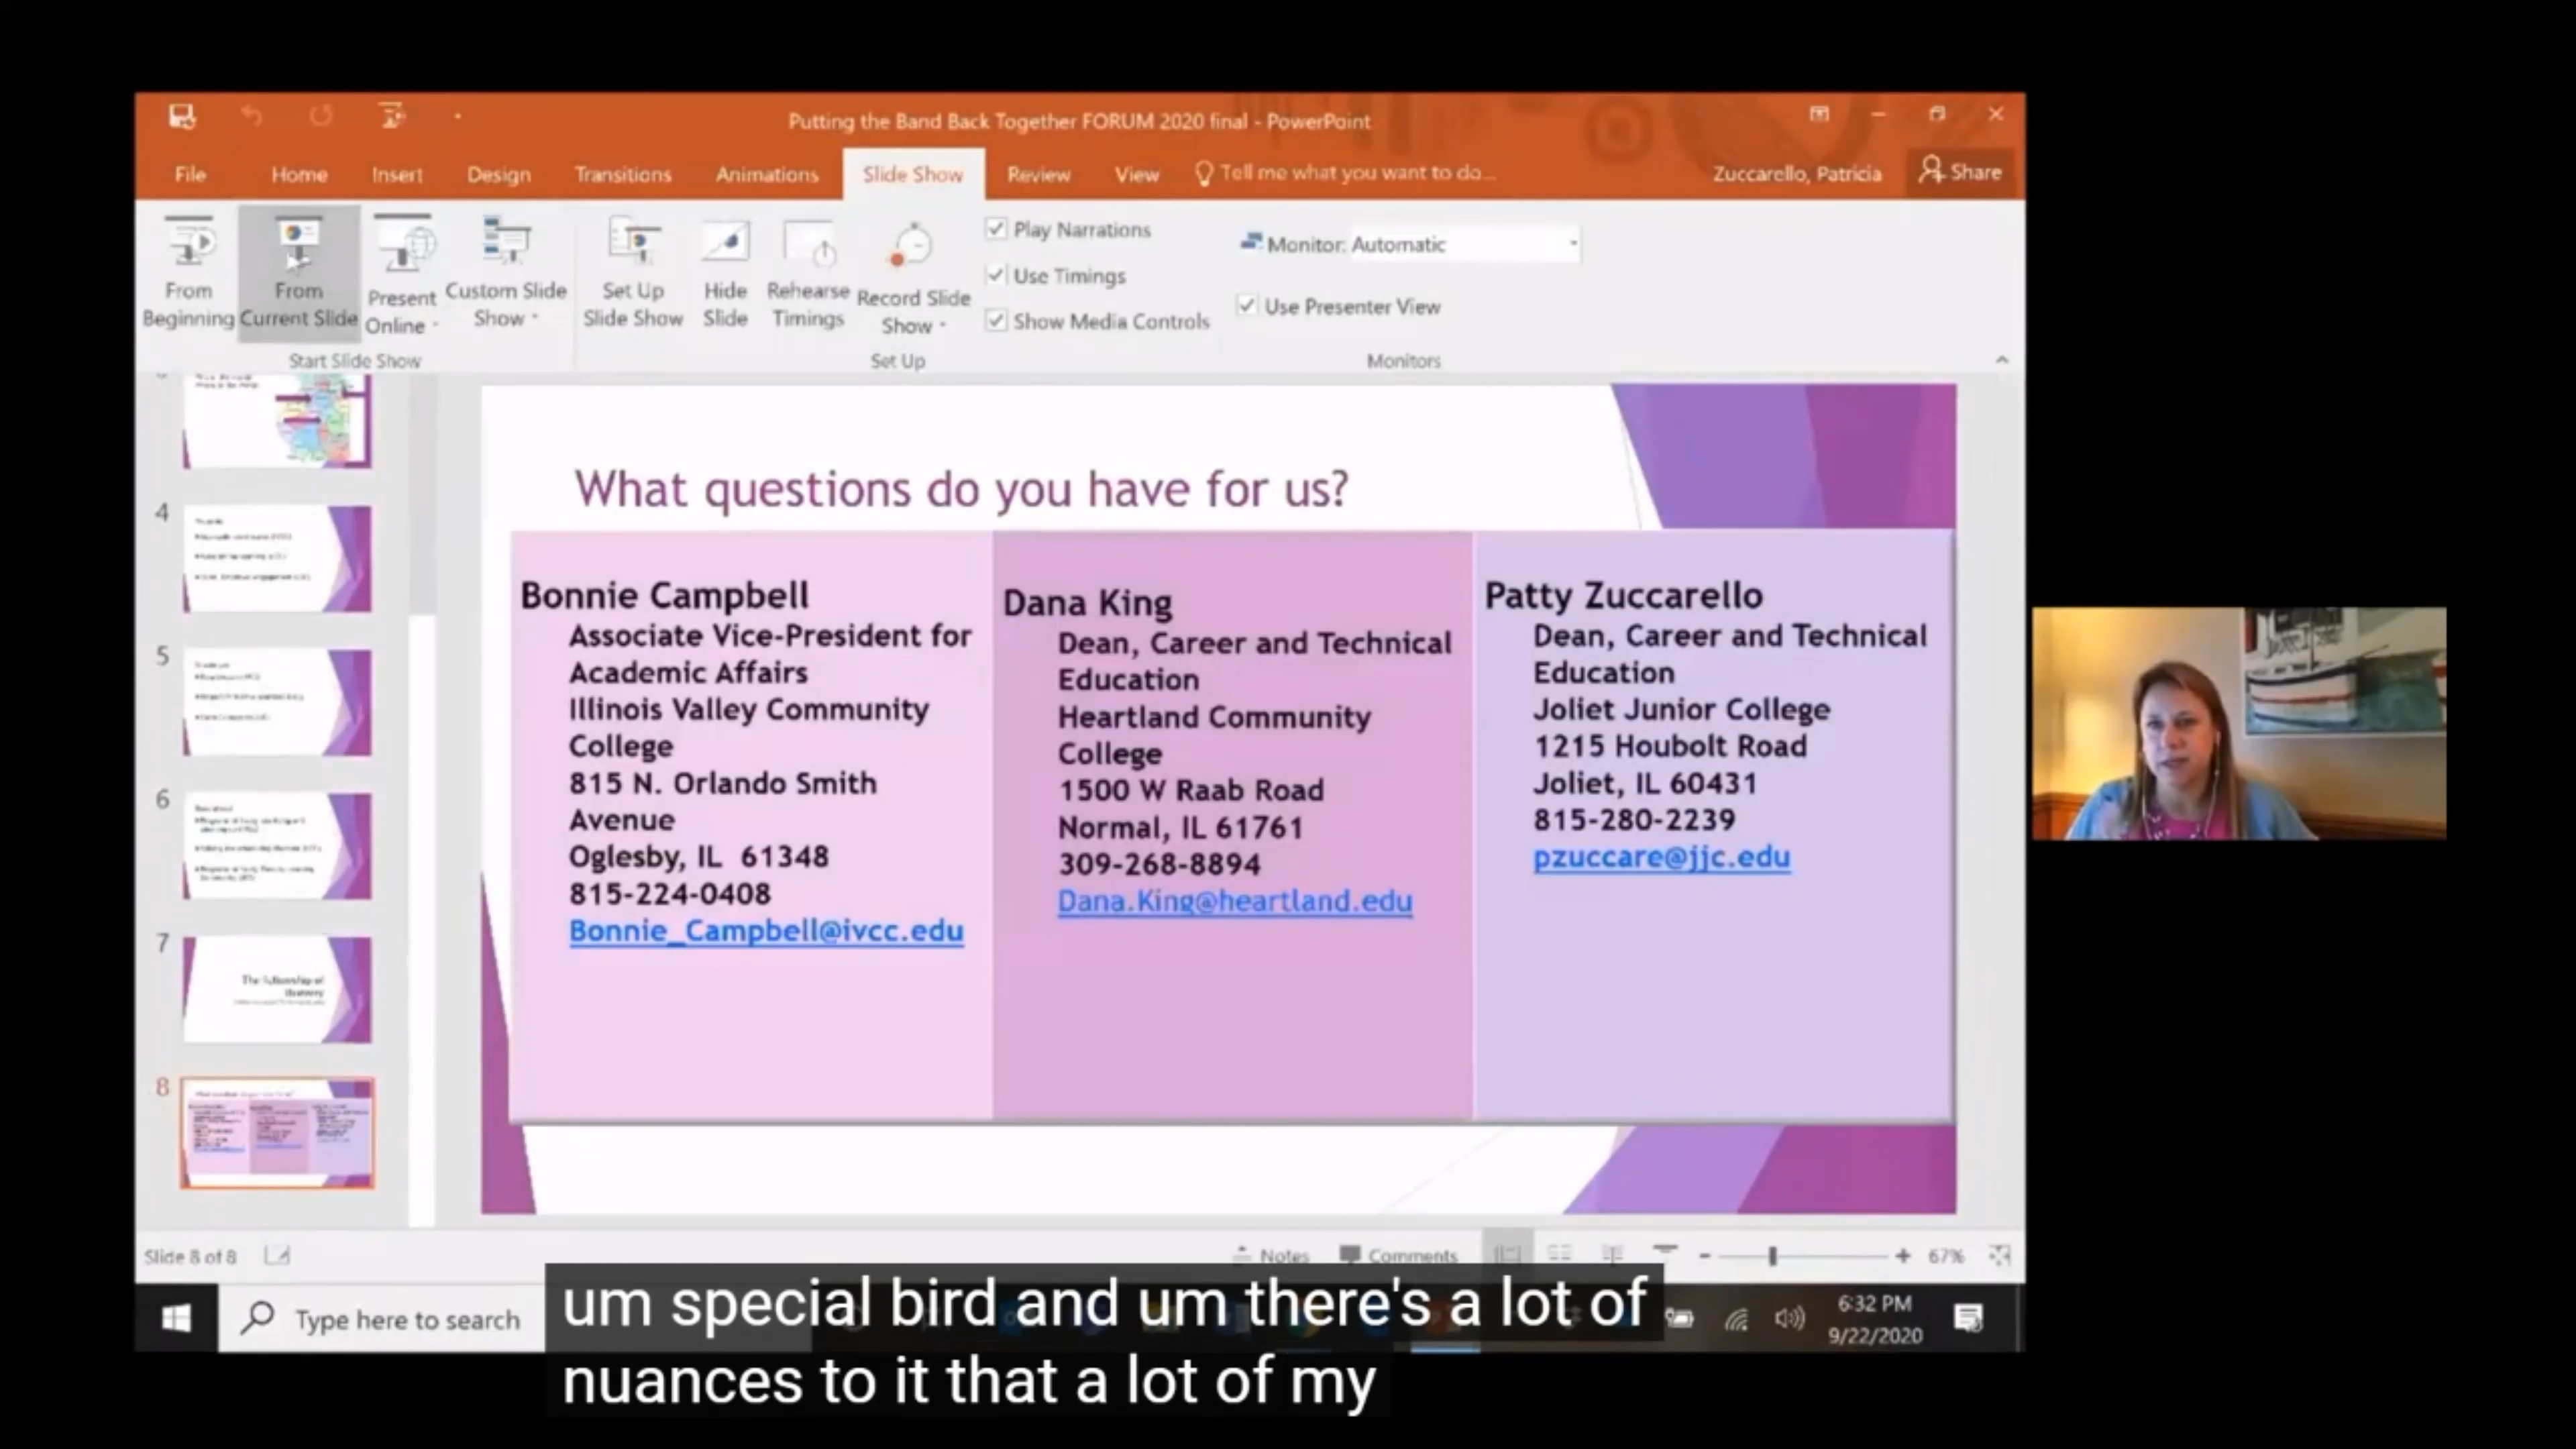 Putting the Band Back Together FORUM 2020 final - PowerPoint
File Home Insert Design Transitions Animations Slide Show Review View Tell me what you want to do... Zuccarello, Patricia Share
From Beginning
From Current Slide
Present Online
Custom Slide Show
Set Up Slide Show
Hide Slide
Rehearse Timings
Record Slide Show
Play Narrations
Use Timings
Show Media Controls
Monitor: Automatic
Use Presenter View
Start Slide Show
Set Up
Monitors
4
5
6
7
The Fellowship of
8
What questions do you have for us?
Bonnie Campbell
Associate Vice-President for
Academic Affairs
Illinois Valley Community
College
815 N. Orlando Smith
Avenue
Oglesby, IL 61348
815-224-0408
Bonnie_Campbell@ivcc.edu
Dana King
Dean, Career and Technical
Education
Heartland Community
College
1500 W Raab Road
Normal, IL 61761
309-268-8894
Dana.King@heartland.edu
Patty Zuccarello
Dean, Career and Technical
Education
Joliet Junior College
1215 Houbolt Road
Joliet, IL 60431
815-280-2239
pzuccare@jjc.edu
Slide 8 of 8
Notes Comments 67%
Type here to search
6:32 PM
9/22/2020
um special bird and um there's a lot of
nuances to it that a lot of my